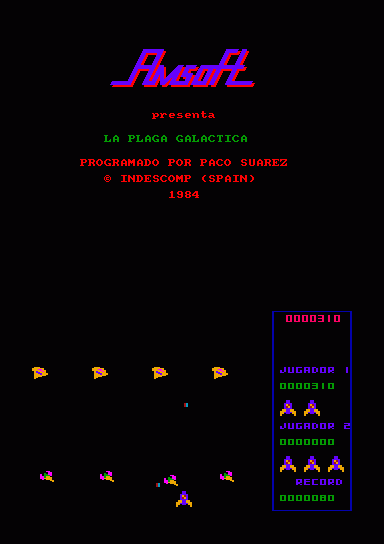 AMSOFT
presenta
LA PLAGA GALACTICA
PROGRAMADO POR PACO SUAREZ
© INDESCOMP (SPAIN)
1984
0000310
JUGADOR 1
0000310
JUGADOR 2
0000000
RECORD
0000080